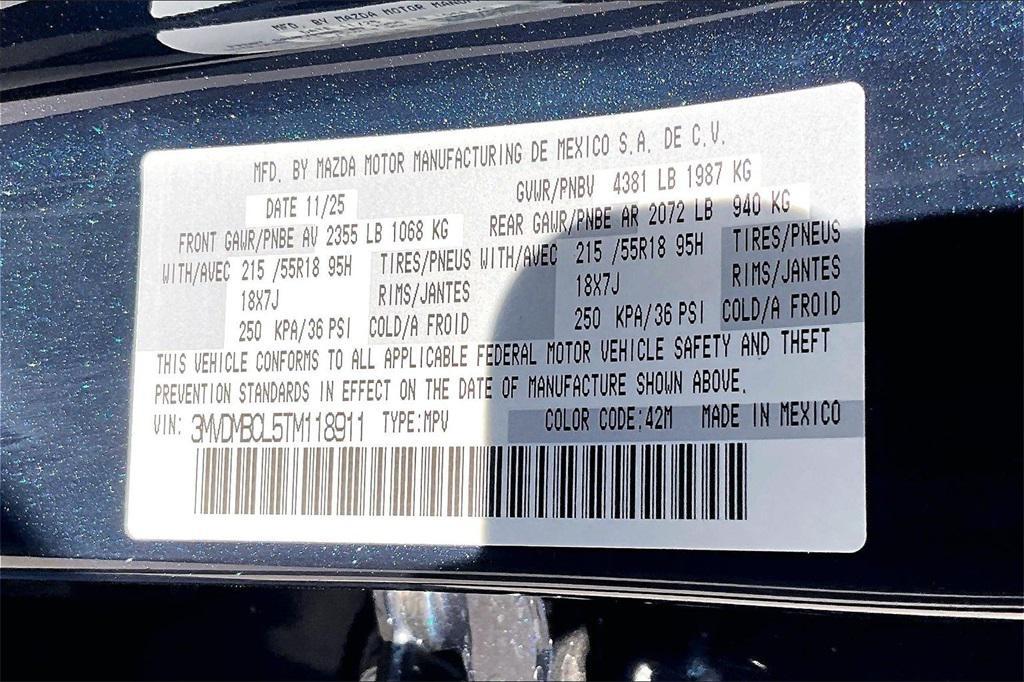 MFD. BY MAZDA MOTOR MANU
MFD. BY MAZDA MOTOR MANUFACTURING DE MEXICO S.A. DE C.V.
DATE 11/25 GVWR/PNBV 4381 LB 1987 KG
FRONT GAWR/PNBE AV 2355 LB 1068 KG REAR GAWR/PNBE AR 2072 LB 940 KG
WITH/AVEC 215 /55R18 95H TIRES/PNEUS WITH/AVEC 215 /55R18 95H TIRES/PNEUS
18X7J RIMS/JANTES 18X7J RIMS/JANTES
250 KPA/36 PSI COLD/A FROID 250 KPA/36 PSI COLD/A FROID
THIS VEHICLE CONFORMS TO ALL APPLICABLE FEDERAL MOTOR VEHICLE SAFETY AND THEFT
PREVENTION STANDARDS IN EFFECT ON THE DATE OF MANUFACTURE SHOWN ABOVE.
VIN: 3MVDMBCL5TM118911 TYPE:MPV COLOR CODE;42M MADE IN MEXICO